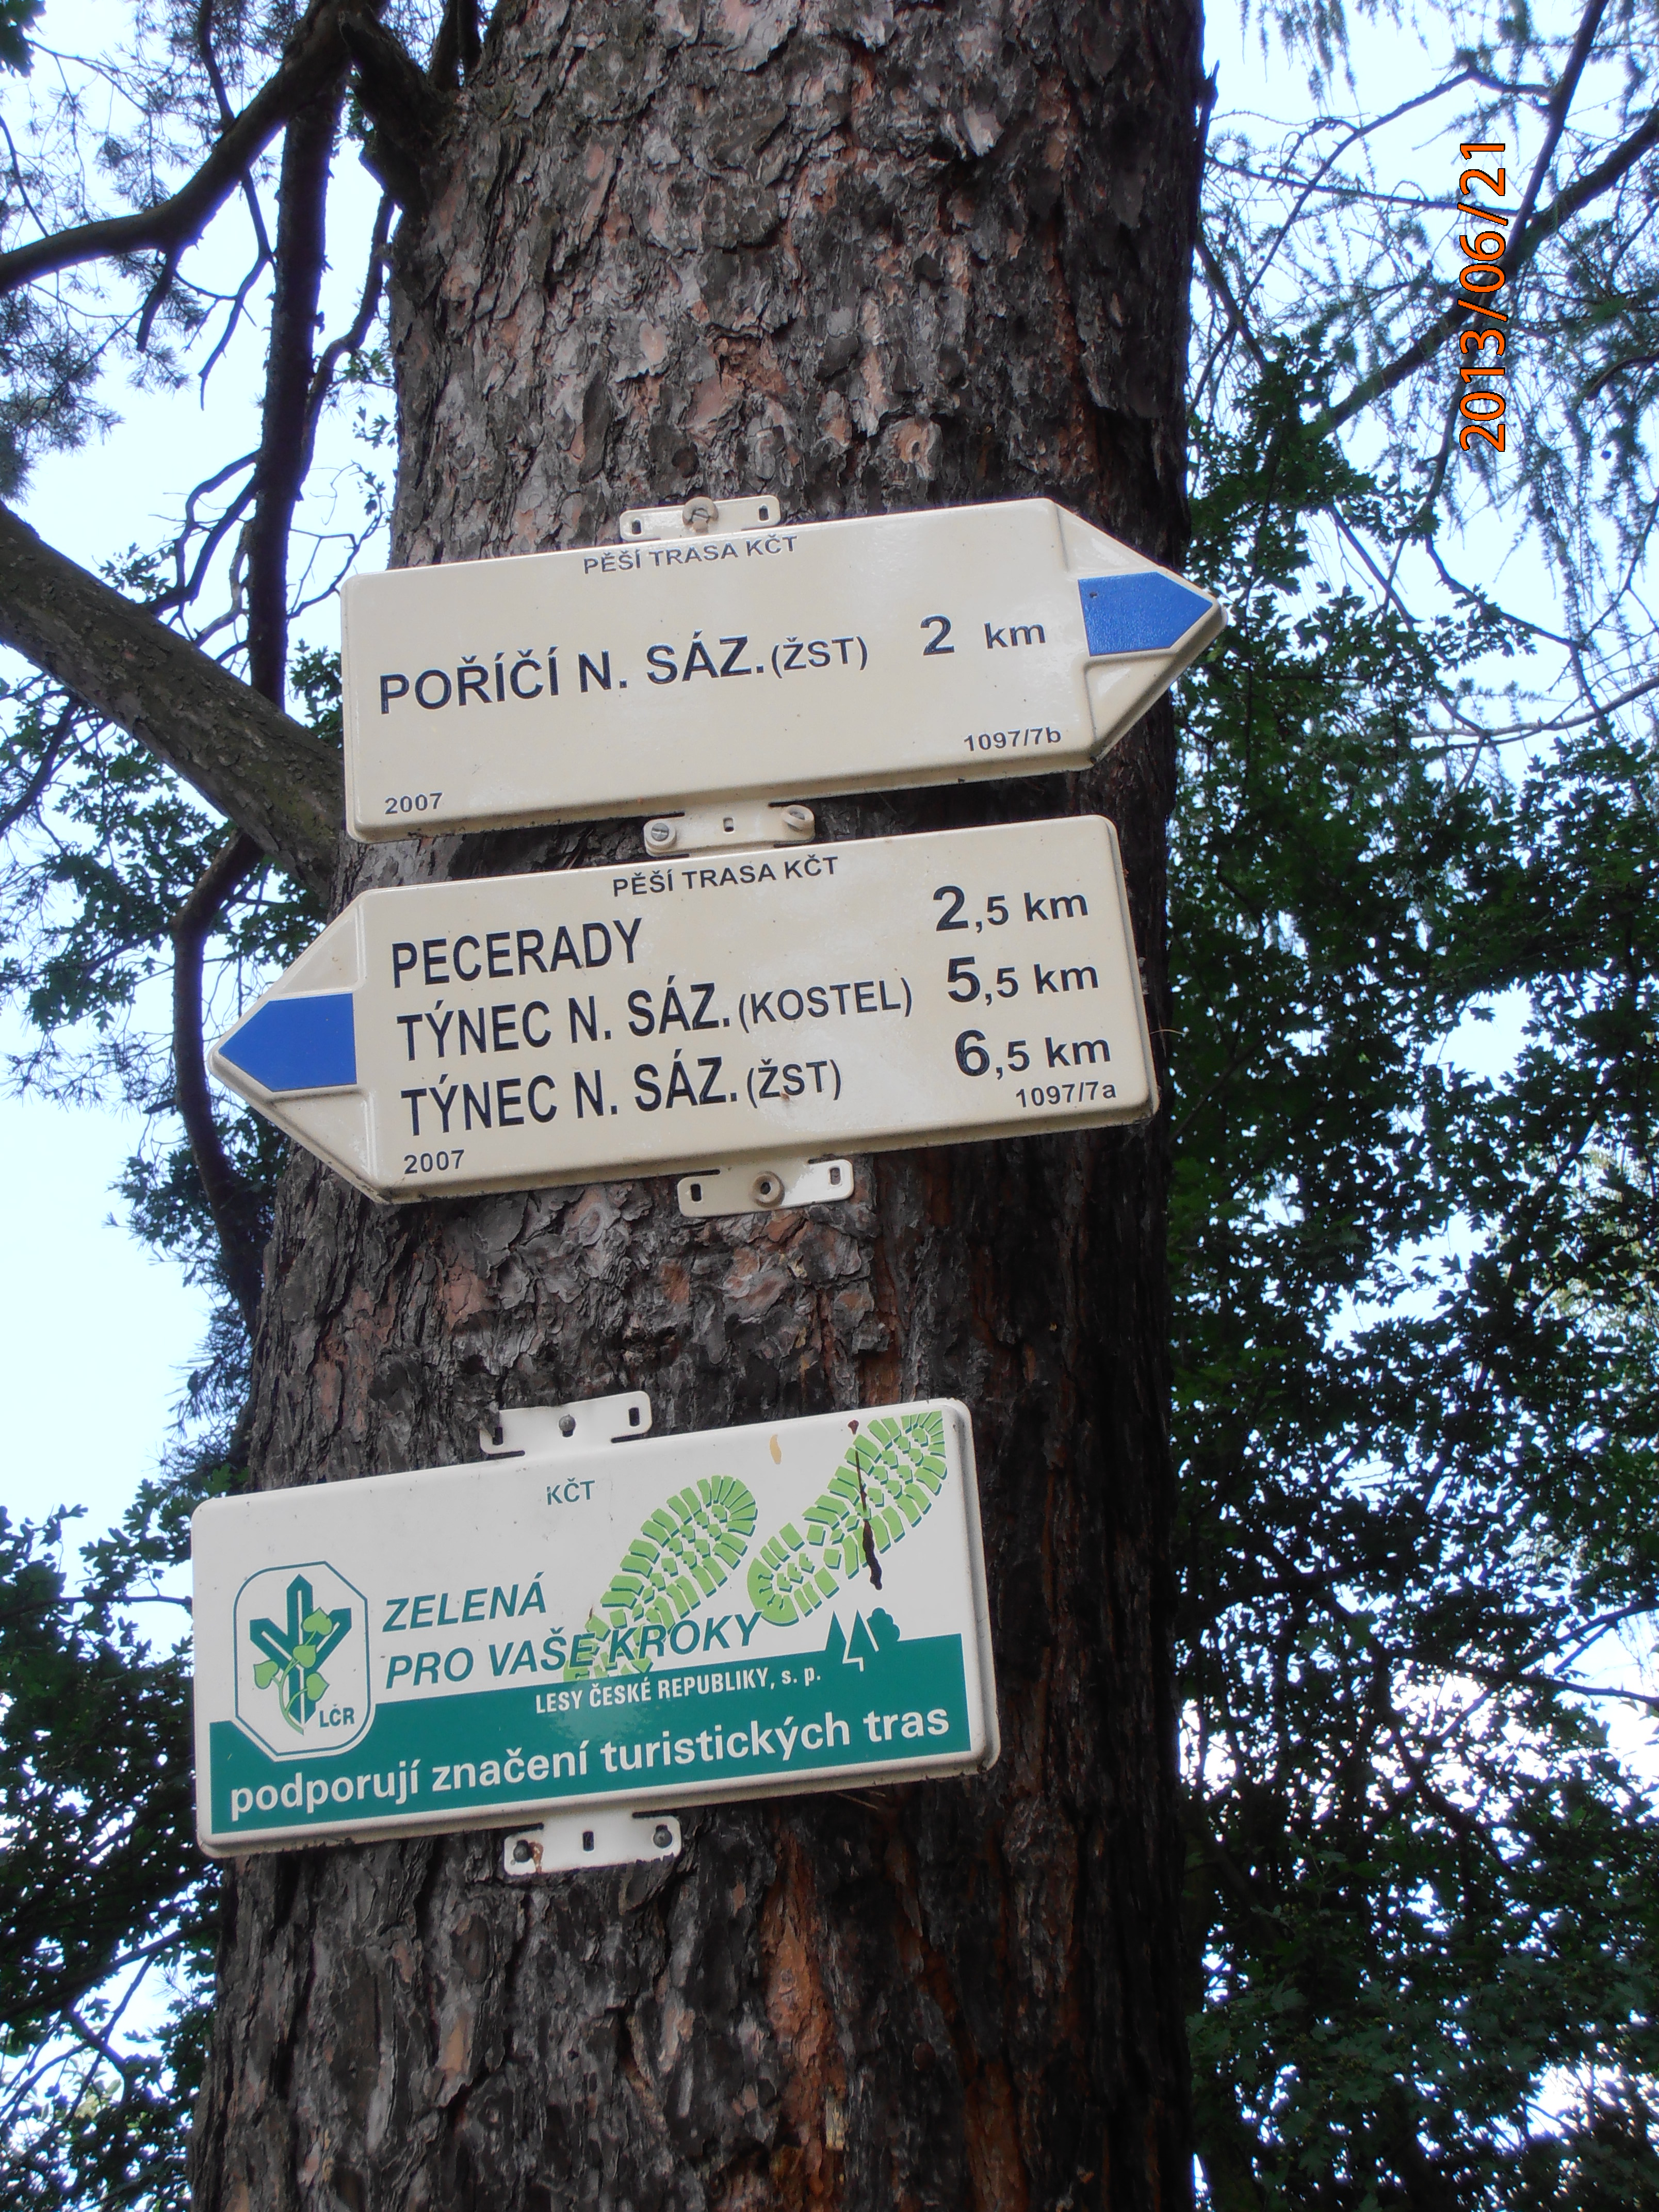 2013/06/21
PĚŠÍ TRASA KČT
POŘÍČÍ N. SÁZ.(ŽST) 2 km
1097/7b
2007
PĚŠÍ TRASA KČT
PECERADY 2,5 km
TÝNEC N. SÁZ.(KOSTEL) 5,5 km
TÝNEC N. SÁZ.(ŽST) 6,5 km
1097/7a
2007
KČT
ZELENÁ
PRO VAŠE KROKY
LČR
LESY ČESKÉ REPUBLIKY, s. p.
podporují značení turistických tras